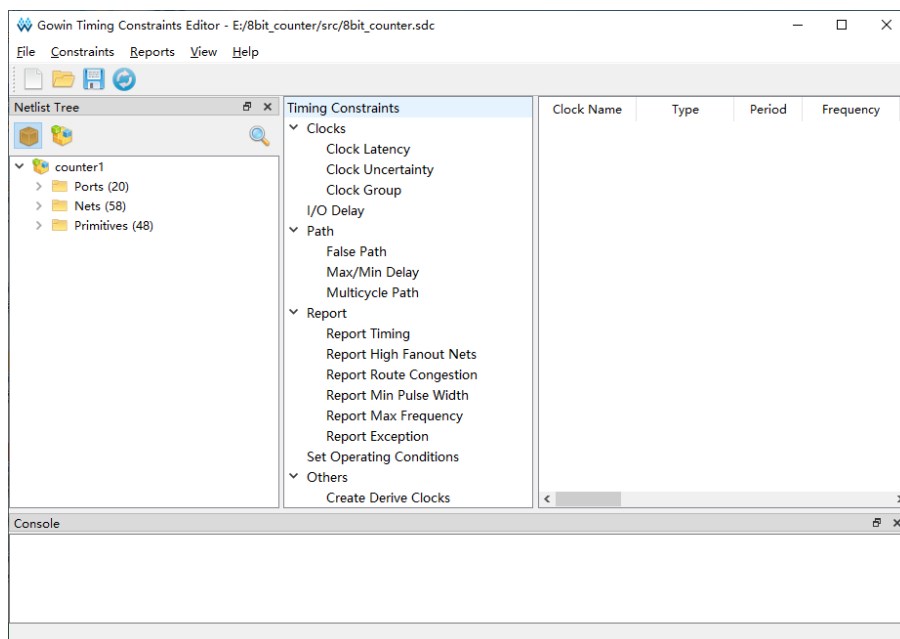 Gowin Timing Constraints Editor - E:/8bit_counter/src/8bit_counter.sdc
File Constraints Reports View Help
Netlist Tree
counter1
Ports (20)
Nets (58)
Primitives (48)
Timing Constraints
Clocks
Clock Latency
Clock Uncertainty
Clock Group
I/O Delay
Path
False Path
Max/Min Delay
Multicycle Path
Report
Report Timing
Report High Fanout Nets
Report Route Congestion
Report Min Pulse Width
Report Max Frequency
Report Exception
Set Operating Conditions
Others
Create Derive Clocks
Clock Name Type Period Frequency
Console